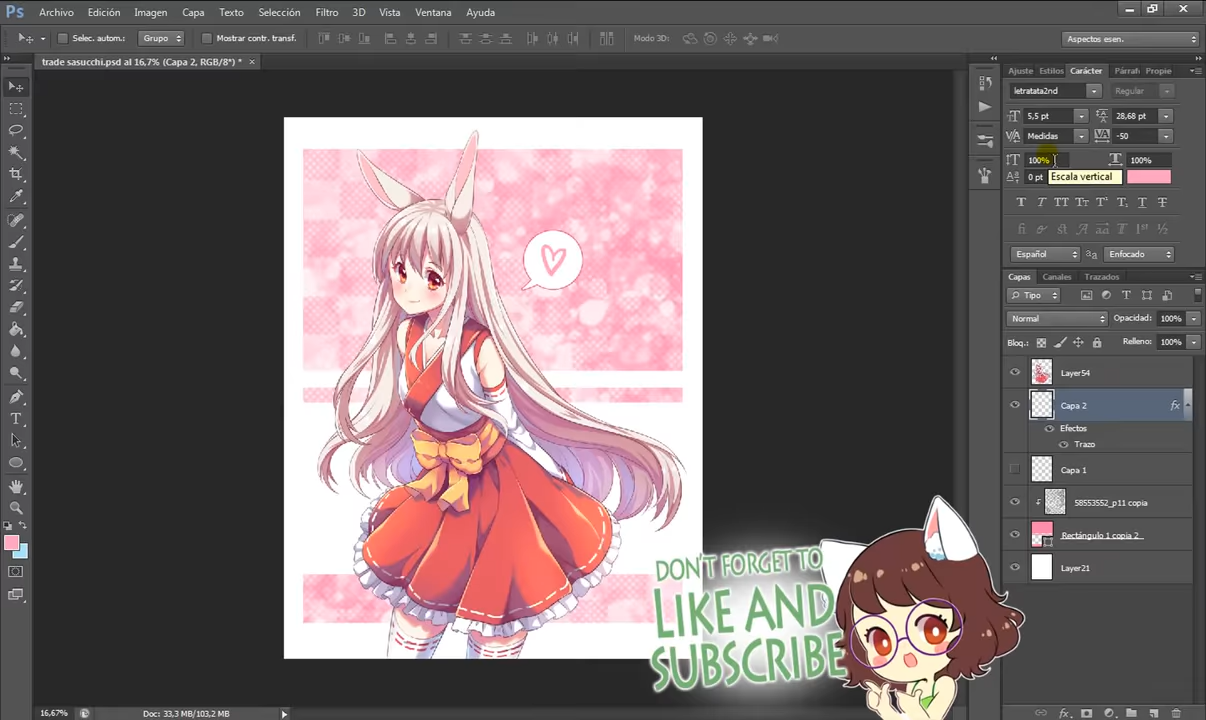 Ps Archivo Edición Imagen Capa Texto Selección Filtro 3D Vista Ventana Ayuda
Selec. autom.: Grupo Mostrar contr. transf. Modo 3D: Aspectos esen.
trade sasucchi.psd al 16,7% (Capa 2, RGB/8*) *
Ajuste Estilos Carácter Párraf Propie
letratata2nd Regular
5,5 pt 28,68 pt
Medidas -50
100% 100%
0 pt Escala vertical
Español Enfocado
Capas Canales Trazados
Tipo
Normal Opacidad: 100%
Bloq.: Relleno: 100%
Layer54
Capa 2 fx
Efectos
Trazo
Capa 1
58553552_p11 copia
Rectángulo 1 copia 2
Layer21
DON'T FORGET TO
LIKE AND
SUBSCRIBE
16,67% Doc: 33,3 MB/103,2 MB